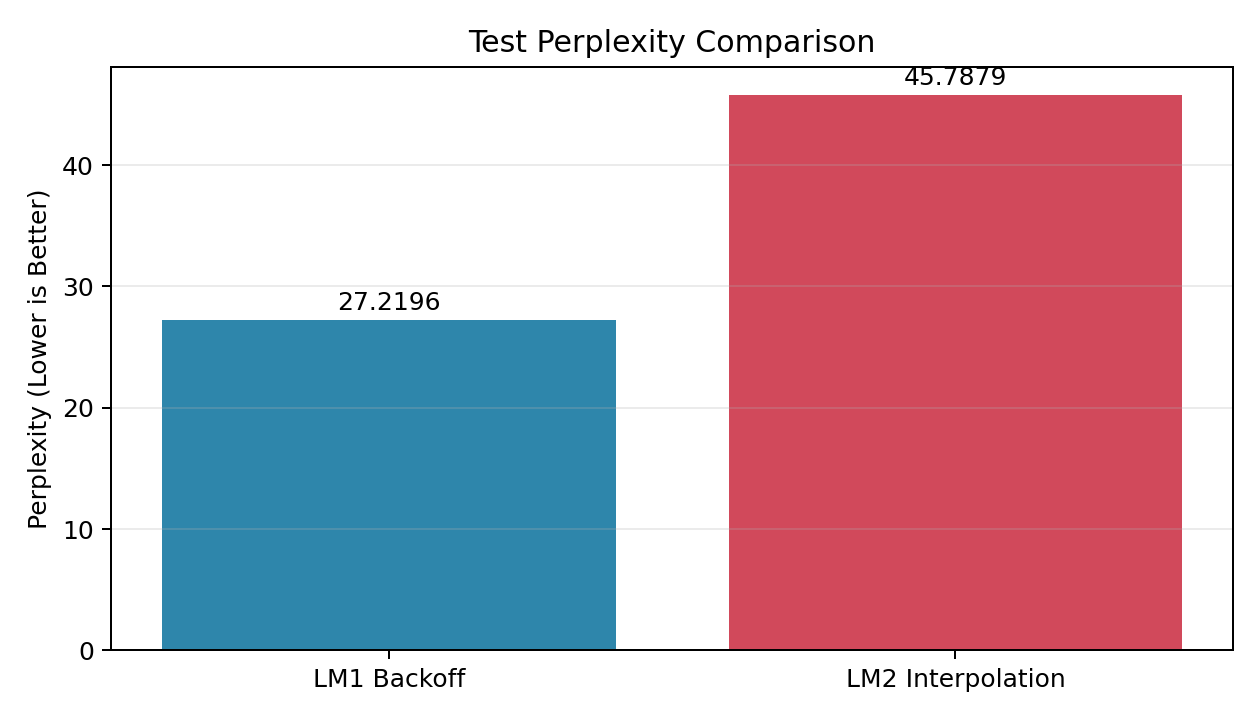 Test Perplexity Comparison
Perplexity (Lower is Better)
40
30
20
10
0
27.2196
45.7879
LM1 Backoff
LM2 Interpolation